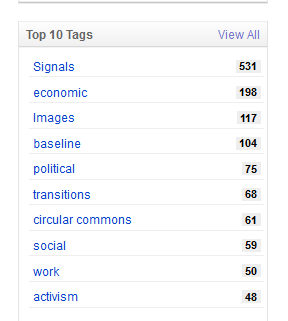 Top 10 Tags View All
Signals 531
economic 198
Images 117
baseline 104
political 75
transitions 68
circular commons 61
social 59
work 50
activism 48